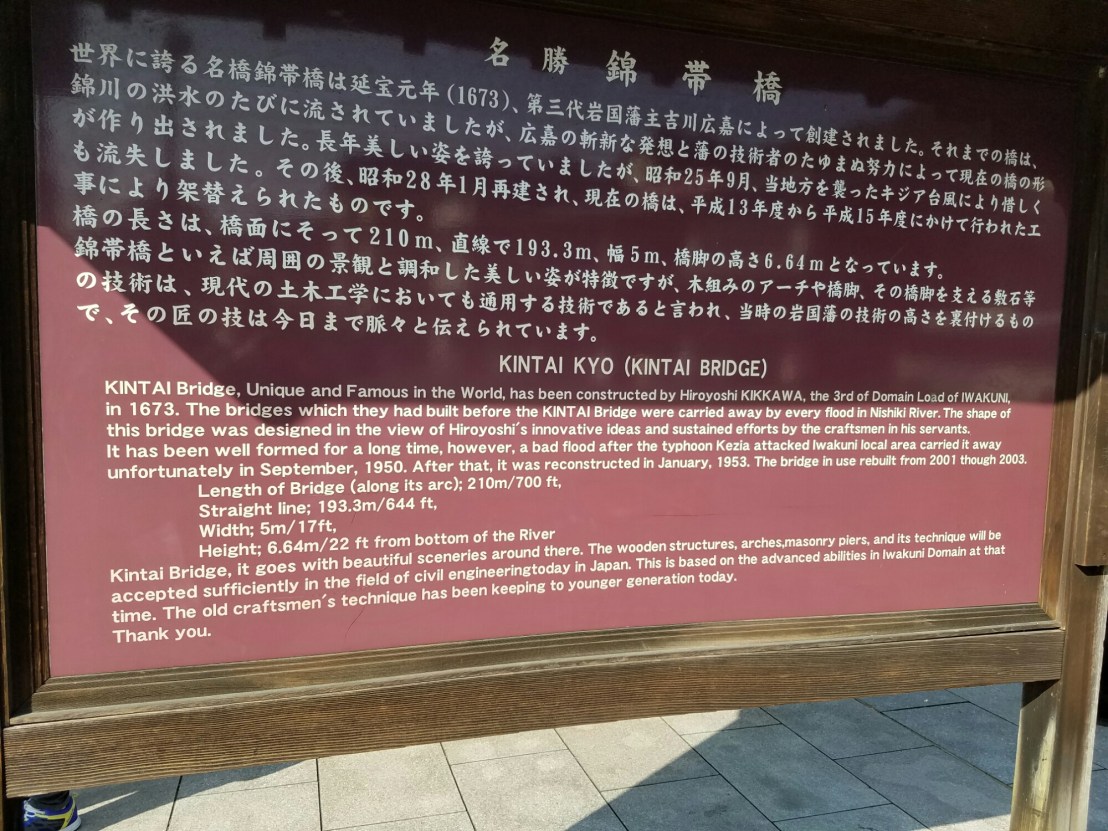 名勝 錦帯橋
世界に誇る名橋錦帯橋は延宝元年(1673)、第三代岩国藩主吉川広嘉によって創建されました。それまでの橋は、
錦川の洪水のたびに流されていましたが、広嘉の斬新な発想と藩の技術者のたゆまぬ努力によって現在の橋の形
が作り出されました。長年美しい姿を誇っていましたが、昭和25年9月、当地方を襲ったキジア台風により惜しく
も流失しました。その後、昭和28年1月再建され、現在の橋は、平成13年度から平成15年度にかけて行われた工
事により架替えられたものです。
橋の長さは、橋面にそって210m、直線で193.3m、幅5m、橋脚の高さ6.64mとなっています。
錦帯橋といえば周囲の景観と調和した美しい姿が特徴ですが、木組みのアーチや橋脚、その橋脚を支える敷石等
の技術は、現代の土木工学においても通用する技術であると言われ、当時の岩国藩の技術の高さを裏付けるもの
で、その匠の技は今日まで脈々と伝えられています。
KINTAI KYO (KINTAI BRIDGE)
KINTAI Bridge, Unique and Famous in the World, has been constructed by Hiroyoshi KIKKAWA, the 3rd of Domain Load of IWAKUNI,
in 1673. The bridges which they had built before the KINTAI Bridge were carried away by every flood in Nishiki River. The shape of
this bridge was designed in the view of Hiroyoshi's innovative ideas and sustained efforts by the craftsmen in his servants.
It has been well formed for a long time, however, a bad flood after the typhoon Kezia attacked Iwakuni local area carried it away
unfortunately in September, 1950. After that, it was reconstructed in January, 1953. The bridge in use rebuilt from 2001 though 2003.
Length of Bridge (along its arc); 210m/700 ft,
Straight line; 193.3m/644 ft,
Width; 5m/17ft,
Height; 6.64m/22 ft from bottom of the River
Kintai Bridge, it goes with beautiful sceneries around there. The wooden structures, arches,masonry piers, and its technique will be
accepted sufficiently in the field of civil engineeringtoday in Japan. This is based on the advanced abilities in Iwakuni Domain at that
time. The old craftsmen's technique has been keeping to younger generation today.
Thank you.